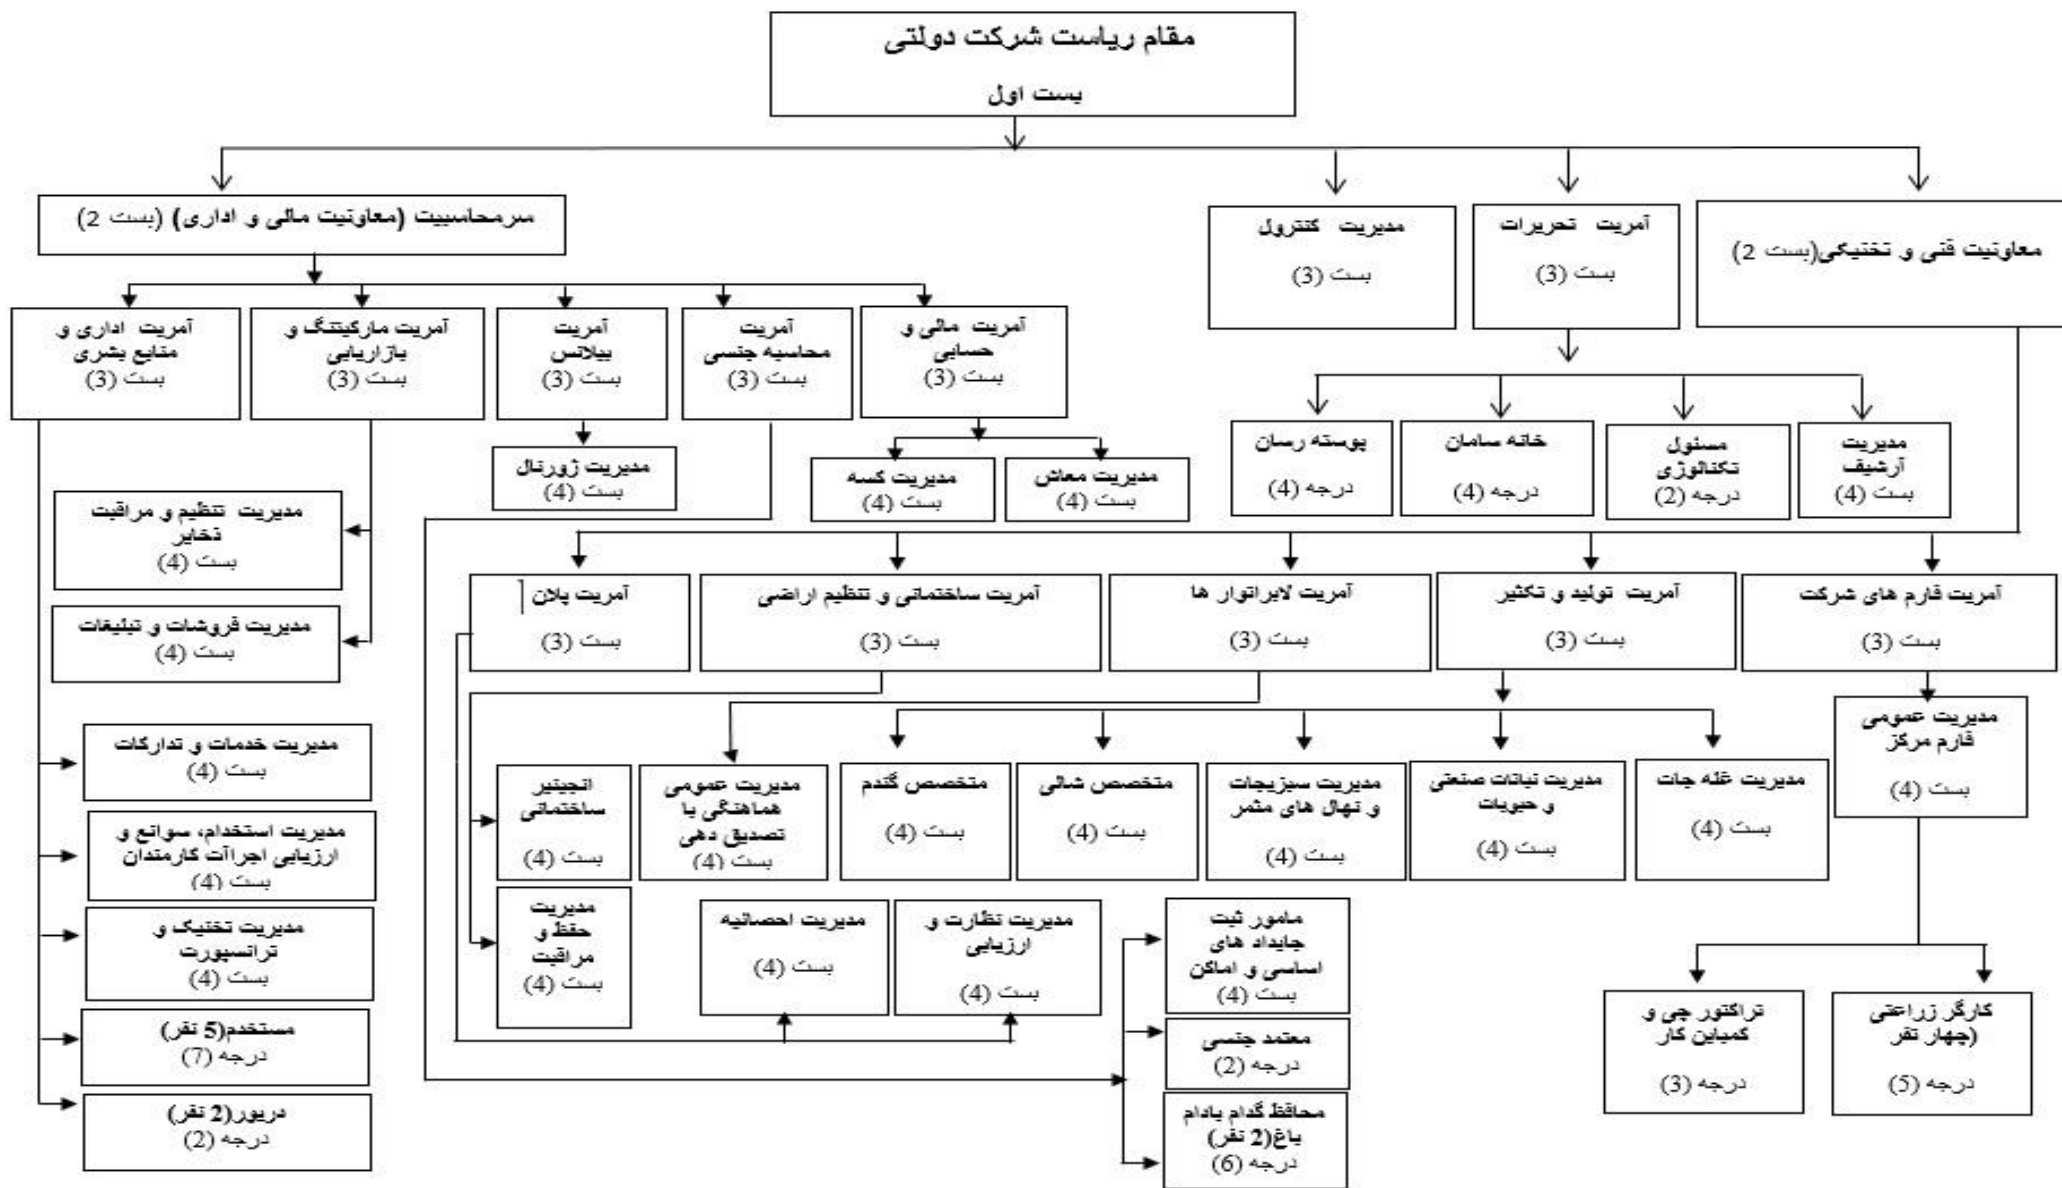 مقام ریاست شرکت دولتی
بست اول
معاونیت فنی و تخنیکی(بست 2)
آمریت تحریرات
بست (3)
مدیریت کنترول
بست (3)
سرمحاسبیت (معاونیت مالی و اداری) (بست 2)
آمریت مالی و
حسابی
بست (3)
آمریت
محاسبه جنسی
بست (3)
آمریت
بیلانس
بست (3)
آمریت مارکیتنگ و
بازاریابی
بست (3)
آمریت اداری و
منابع بشری
بست (3)
مدیریت
آرشیف
بست (4)
مسئول
تکنالوژی
درجه (2)
خانه سامان
درجه (4)
پوسته رسان
درجه (4)
مدیریت معاش
بست (4)
مدیریت کسه
بست (4)
مدیریت ژورنال
بست (4)
مدیریت تنظیم و مراقبت
ذخایر
بست (4)
مدیریت فروشات و تبلیغات
بست (4)
آمریت فارم های شرکت
بست (3)
آمریت تولید و تکثیر
بست (3)
آمریت لابراتوار ها
بست (3)
آمریت ساختمانی و تنظیم اراضی
بست (3)
آمریت پلان
بست (3)
مدیریت عمومی
فارم مرکز
بست (4)
مدیریت غله جات
بست (4)
مدیریت نباتات صنعتی
و حبوبات
بست (4)
مدیریت سبزیجات
و نهال های مثمر
بست (4)
متخصص شالی
بست (4)
متخصص گندم
بست (4)
مدیریت عمومی
هماهنگی با
تصدیق دهی
بست (4)
انجینیر
ساختمانی
بست (4)
مدیریت
حفظ و
مراقبت
بست (4)
مدیریت خدمات و تدارکات
بست (4)
مدیریت استخدام، سوانح و
ارزیابی اجراآت کارمندان
بست (4)
مدیریت تخنیک و
ترانسپورت
بست (4)
مستخدم(5 نفر)
درجه (7)
دریور(2 نفر)
درجه (2)
مدیریت نظارت و
ارزیابی
بست (4)
مدیریت احصائیه
بست (4)
مامور ثبت
جایداد های
اساسی و اماکن
بست (4)
معتمد جنسی
درجه (2)
محافظ گدام بادام
باغ(2 نفر)
درجه (6)
کارگر زراعتی
(چهار نفر
درجه (5)
تراکتور چی و
کمباین کار
درجه (3)